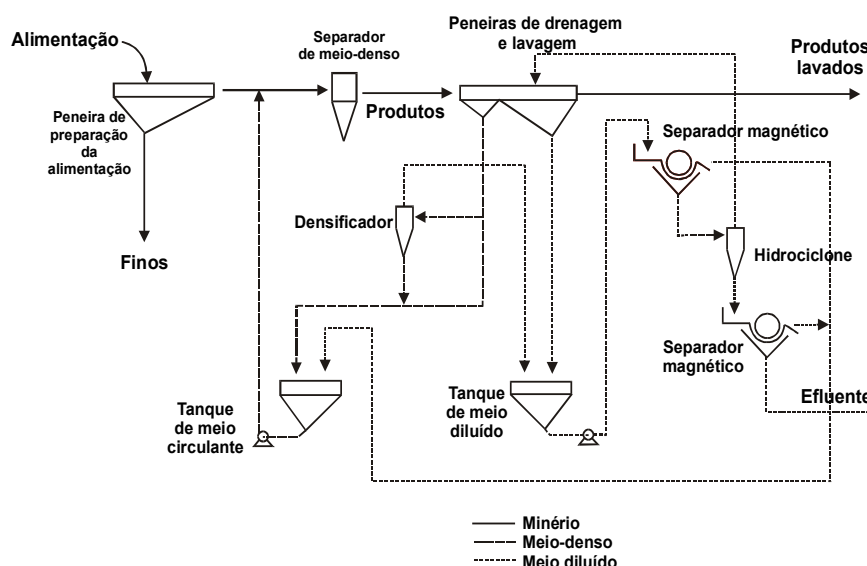 Alimentação
Peneira de
preparação
da
alimentação
Finos
Separador
de meio-denso
Produtos
Peneiras de drenagem
e lavagem
Produtos
lavados
Separador magnético
Densificador
Hidrociclone
Separador
magnético
Efluente
Tanque
de meio
circulante
Tanque
de meio
diluído
Minério
Meio-denso
Meio diluído